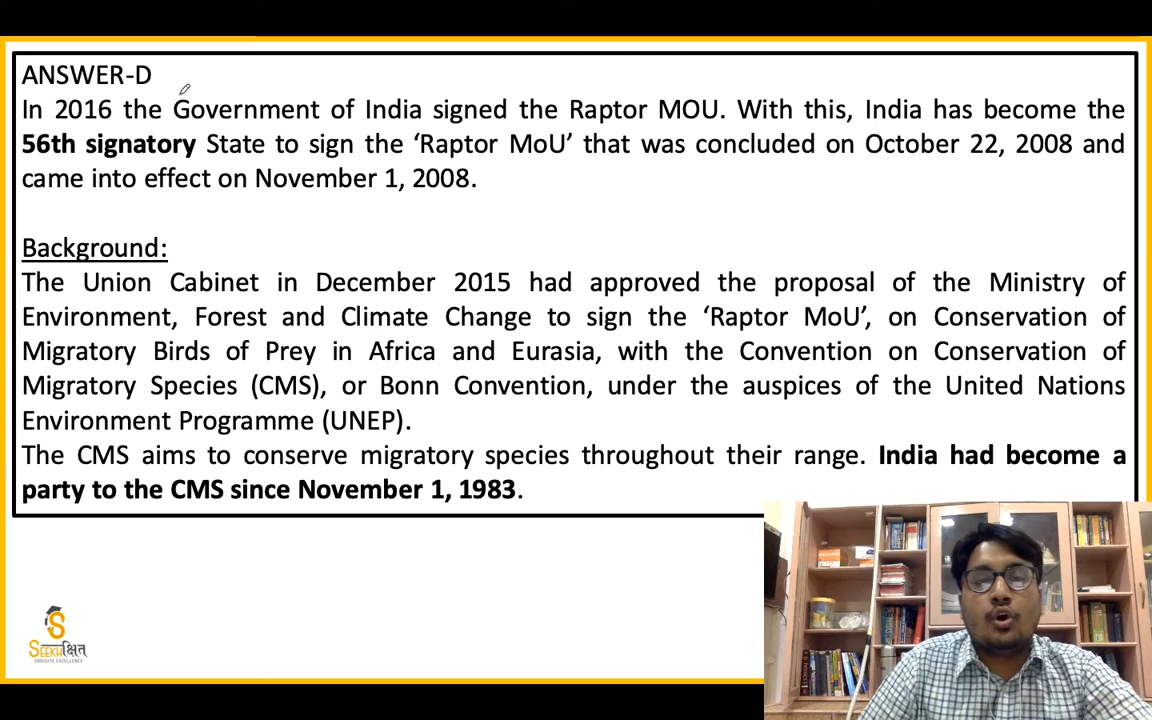 ANSWER-D
In 2016 the Government of India signed the Raptor MOU. With this, India has become the
56th signatory State to sign the ‘Raptor MoU’ that was concluded on October 22, 2008 and
came into effect on November 1, 2008.
Background:
The Union Cabinet in December 2015 had approved the proposal of the Ministry of
Environment, Forest and Climate Change to sign the ‘Raptor MoU’, on Conservation of
Migratory Birds of Prey in Africa and Eurasia, with the Convention on Conservation of
Migratory Species (CMS), or Bonn Convention, under the auspices of the United Nations
Environment Programme (UNEP).
The CMS aims to conserve migratory species throughout their range. India had become a
party to the CMS since November 1, 1983.
S
SEEKHक्षित
ENROUTE EXCELLENCE